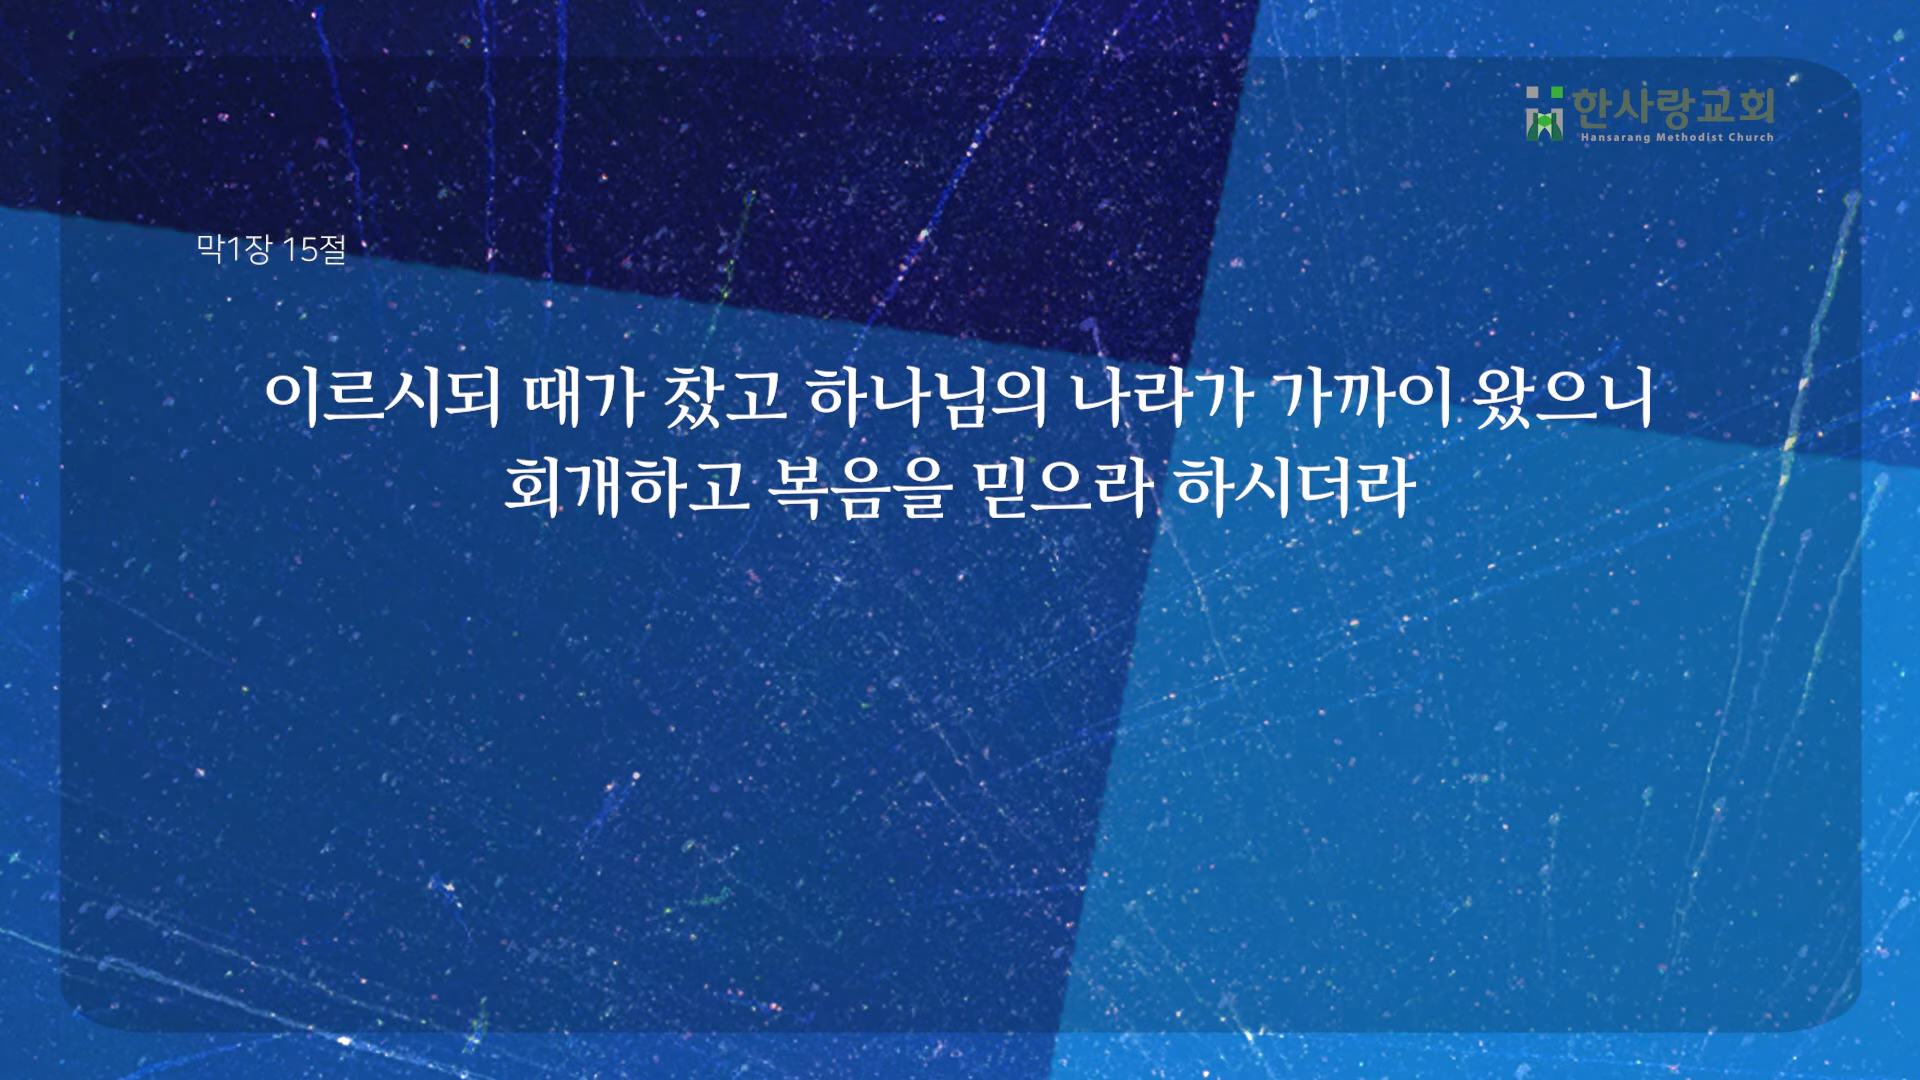 한사랑교회
Hansarang Methodist Church
막1장 15절
이르시되 때가 찼고 하나님의 나라가 가까이 왔으니
회개하고 복음을 믿으라 하시더라